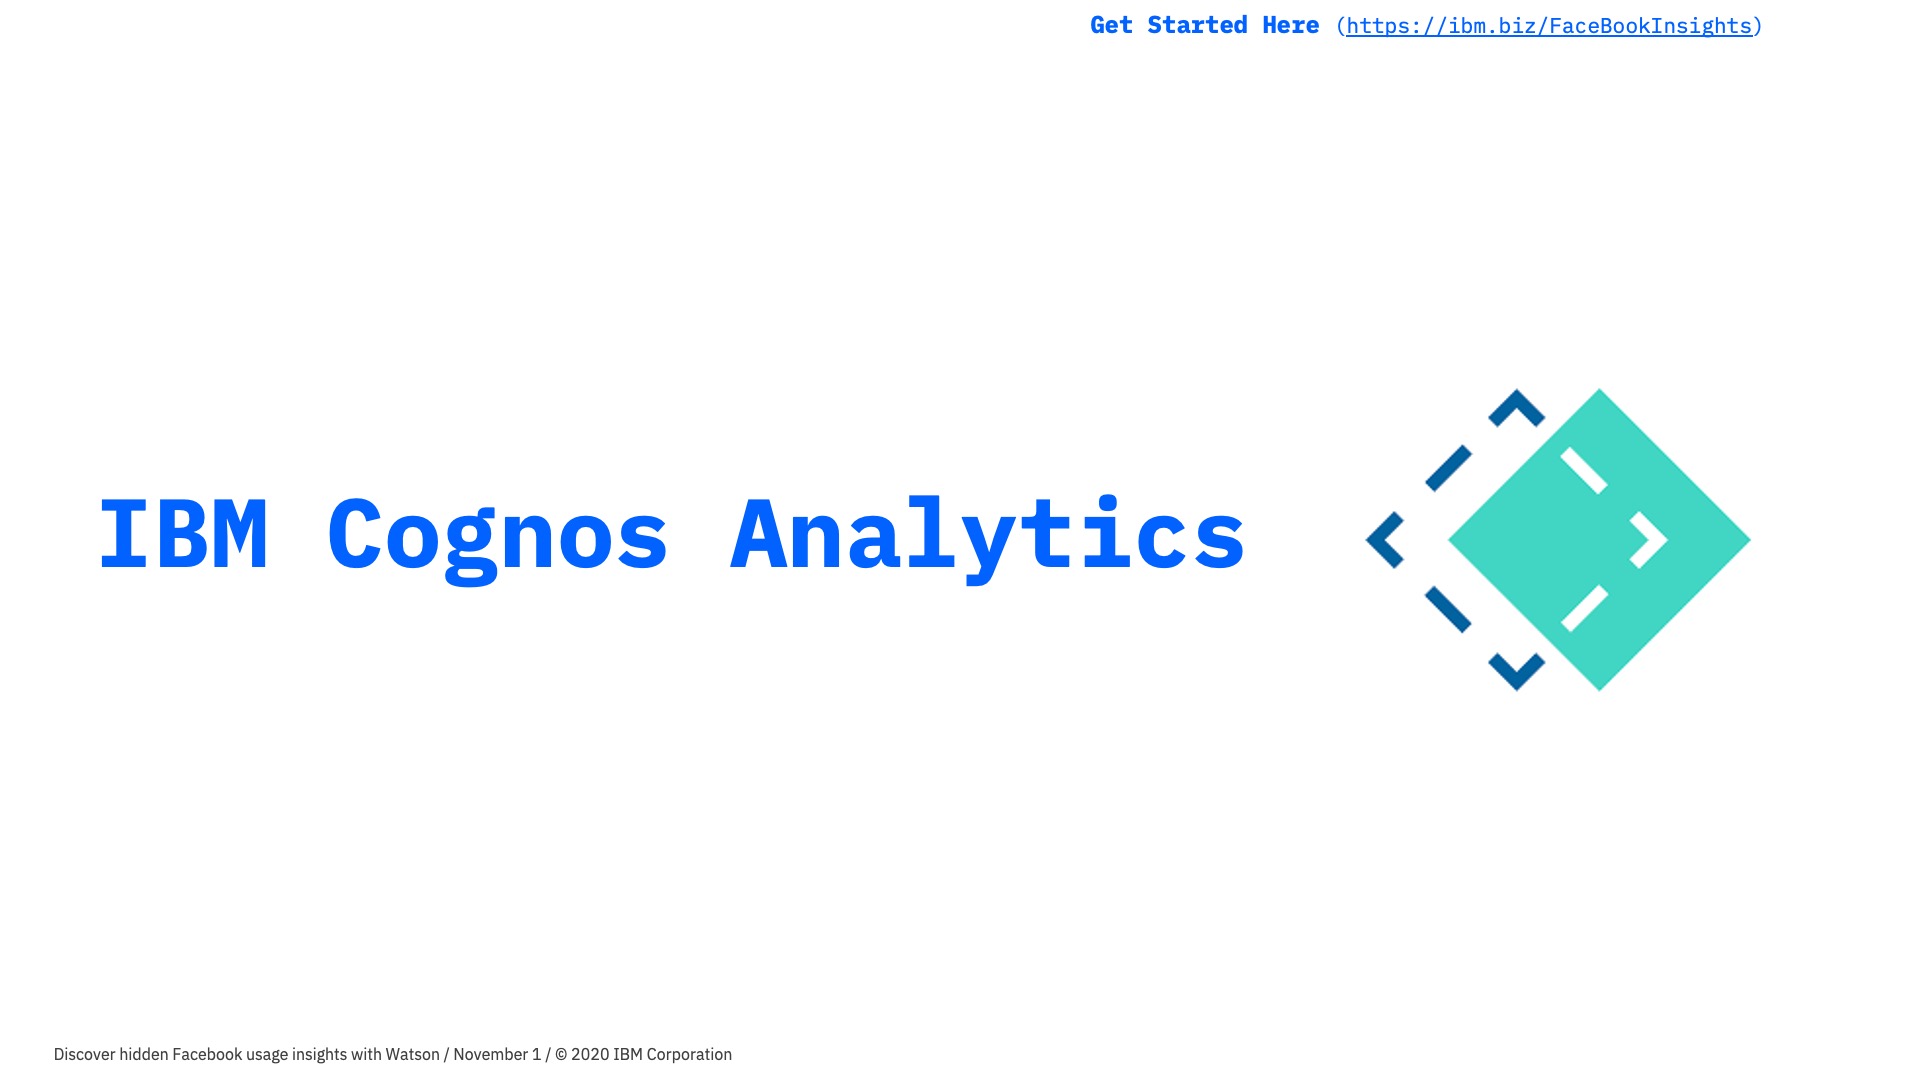 Get Started Here (https://ibm.biz/FaceBookInsights)
IBM Cognos Analytics
Discover hidden Facebook usage insights with Watson / November 1 / © 2020 IBM Corporation